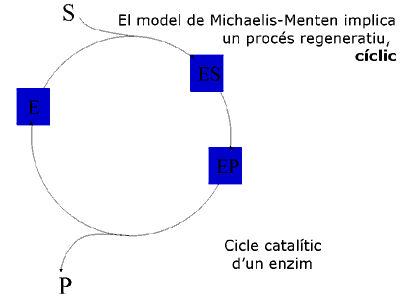 S
El model de Michaelis-Menten implica
un procés regeneratiu,
cíclic
ES
E
EP
Cicle catalític
d'un enzim
P